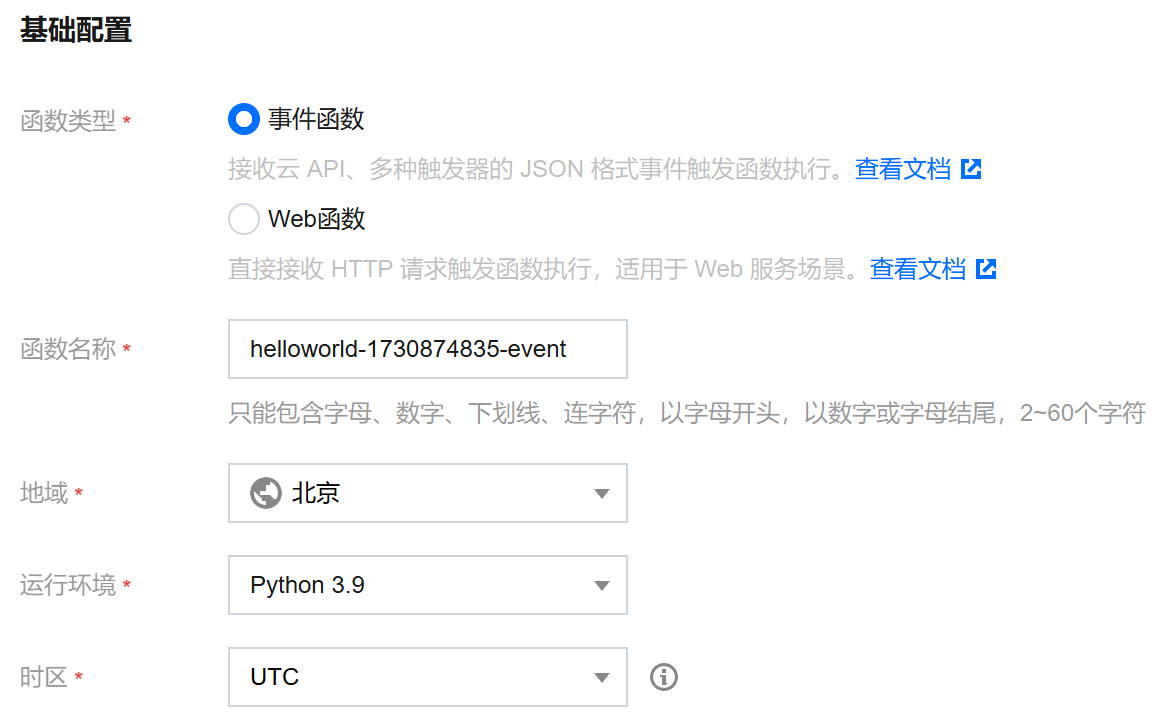 基础配置
函数类型 * 事件函数
接收云 API、多种触发器的 JSON 格式事件触发函数执行。查看文档
Web函数
直接接收 HTTP 请求触发函数执行，适用于 Web 服务场景。查看文档
函数名称 * helloworld-1730874835-event
只能包含字母、数字、下划线、连字符，以字母开头，以数字或字母结尾，2~60个字符
地域 * 北京
运行环境 * Python 3.9
时区 * UTC